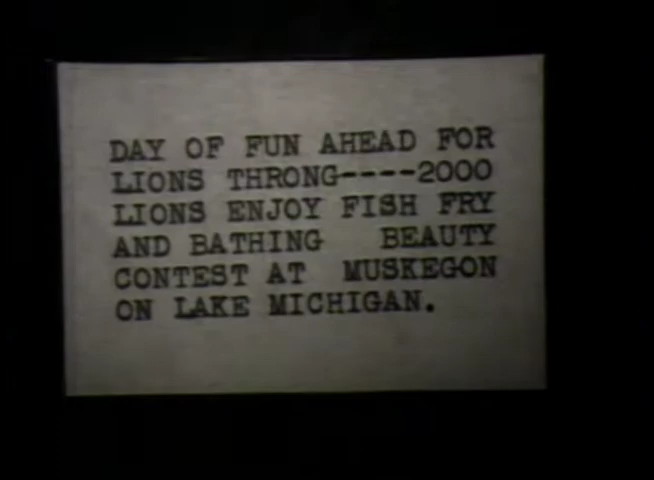 DAY OF FUN AHEAD FOR
LIONS THRONG----2000
LIONS ENJOY FISH FRY
AND BATHING BEAUTY
CONTEST AT MUSKEGON
ON LAKE MICHIGAN.